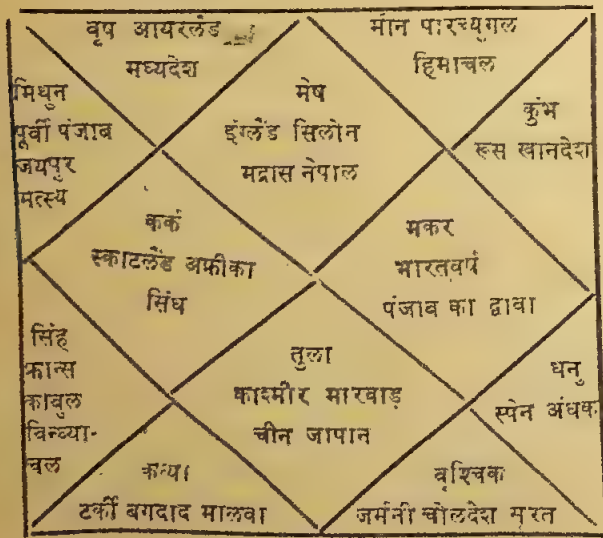 वृष आयरलेंड
मध्यदेश
मीन पारच्युगल
हिमाचल
मिथुन
पूर्वी पंजाब
जयपुर
मत्स्य
मेष
इंग्लेंड सिलोन
मद्रास नेपाल
कुंभ
रूस खानदेश
कर्क
स्काटलेंड अफ्रीका
सिंध
मकर
भारतवर्ष
पंजाब का द्वावा
सिंह
फ्रान्स
काबुल
विन्ध्या-
चल
तुला
काश्मीर मारवाड़
चीन जापान
धनु
स्पेन अंधक
कन्या
टर्की बगदाद मालवा
वृश्चिक
जर्मनी चोलदेश सूरत